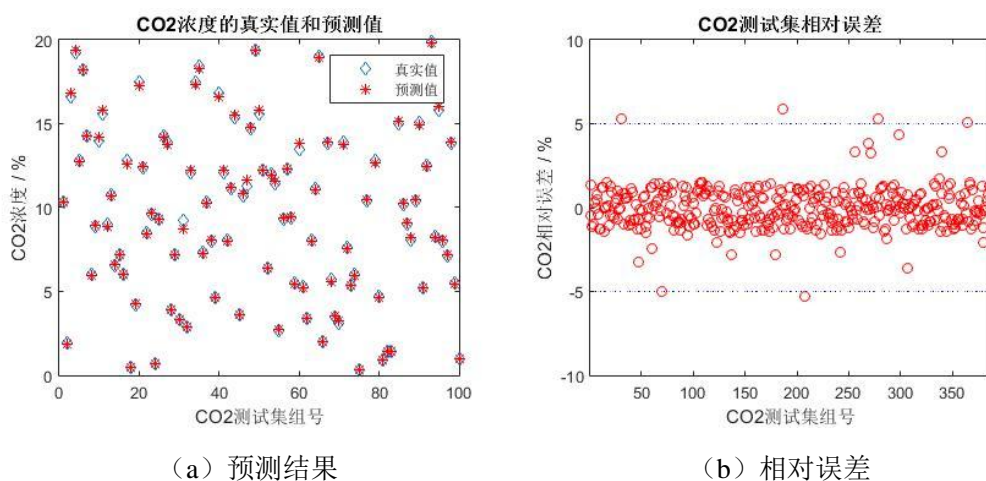 CO2浓度的真实值和预测值
20
15
10
5
0
0 20 40 60 80 100
CO2浓度 / %
CO2测试集组号
真实值
预测值
(a)预测结果
CO2测试集相对误差
10
5
0
-5
-10
50 100 150 200 250 300 350
CO2相对误差 / %
CO2测试集组号
(b)相对误差